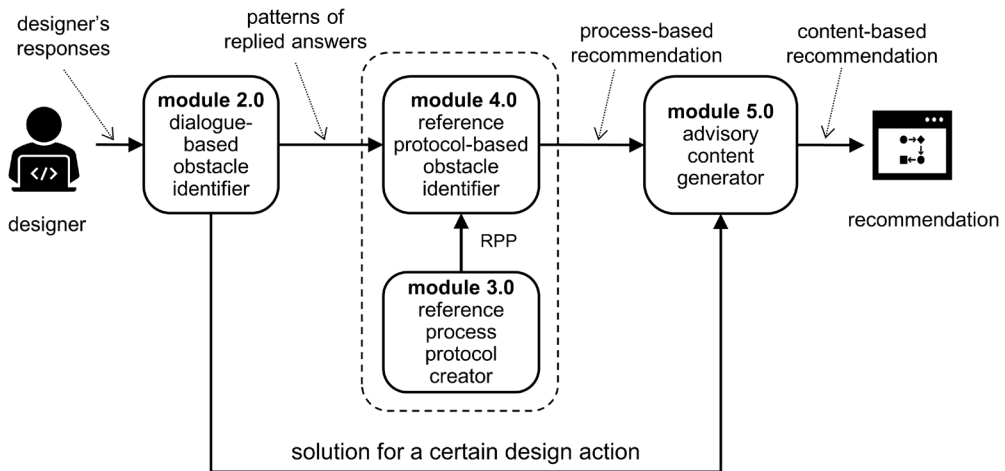 designer's
responses
patterns of
replied answers
process-based
recommendation
content-based
recommendation
module 2.0
dialogue-
based
obstacle
identifier
module 4.0
reference
protocol-based
obstacle
identifier
module 5.0
advisory
content
generator
</>
designer
recommendation
RPP
module 3.0
reference
process
protocol
creator
solution for a certain design action